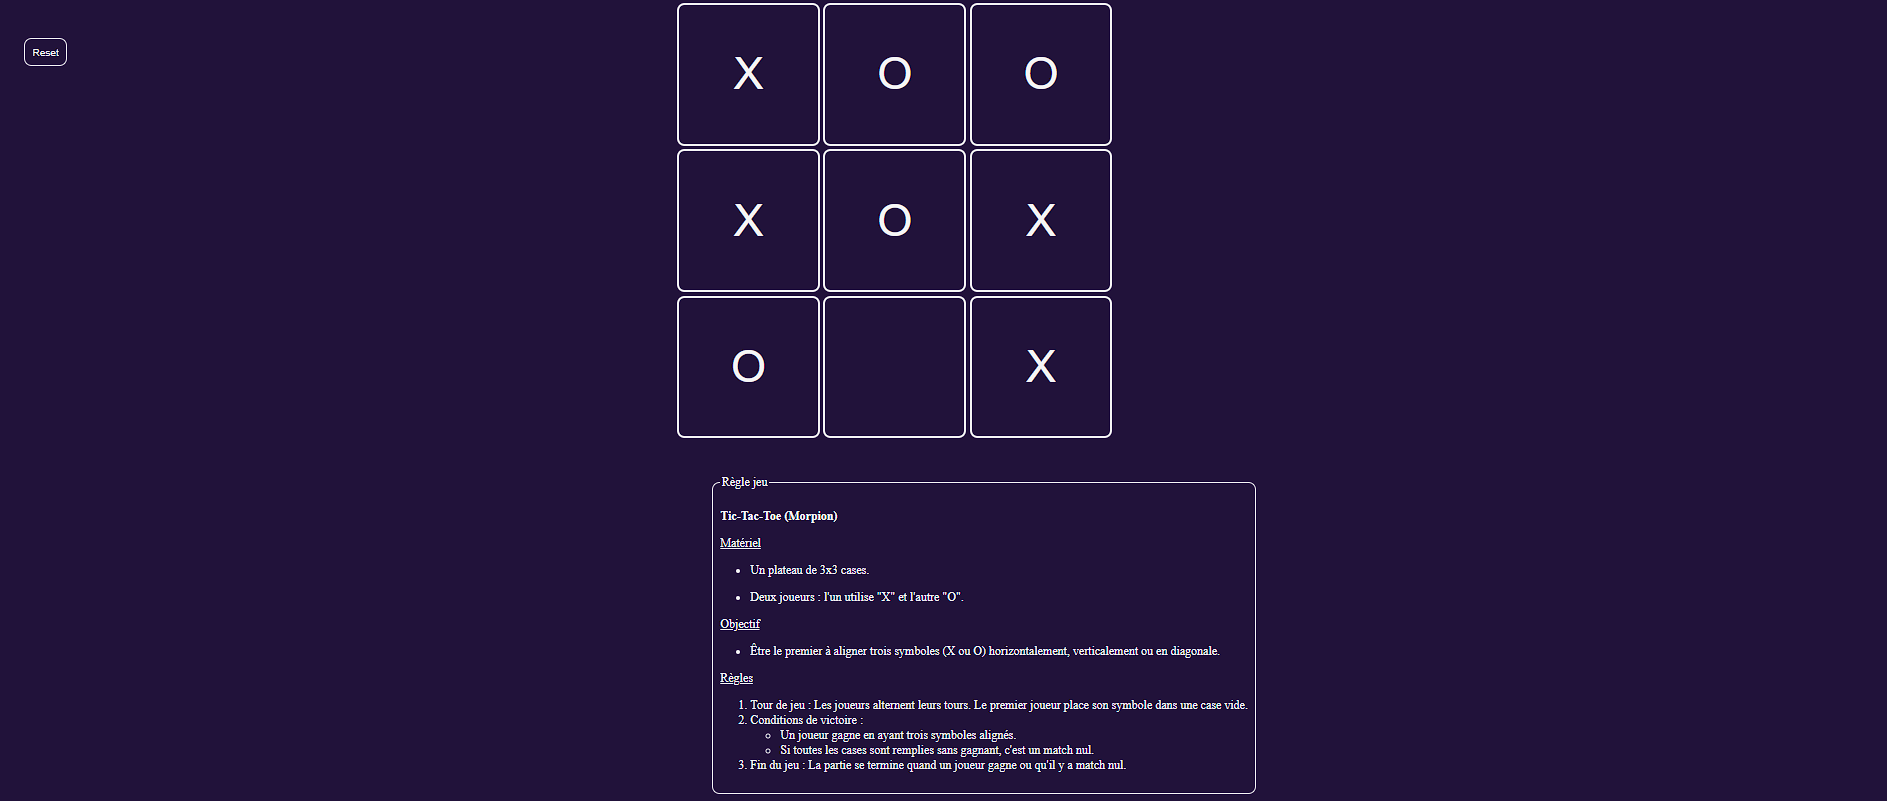 Reset
X O O
X O X
O X
Règle jeu
Tic-Tac-Toe (Morpion)
Matériel
• Un plateau de 3x3 cases.
• Deux joueurs : l'un utilise "X" et l'autre "O".
Objectif
• Être le premier à aligner trois symboles (X ou O) horizontalement, verticalement ou en diagonale.
Règles
1. Tour de jeu : Les joueurs alternent leurs tours. Le premier joueur place son symbole dans une case vide.
2. Conditions de victoire :
◦ Un joueur gagne en ayant trois symboles alignés.
◦ Si toutes les cases sont remplies sans gagnant, c'est un match nul.
3. Fin du jeu : La partie se termine quand un joueur gagne ou qu'il y a match nul.